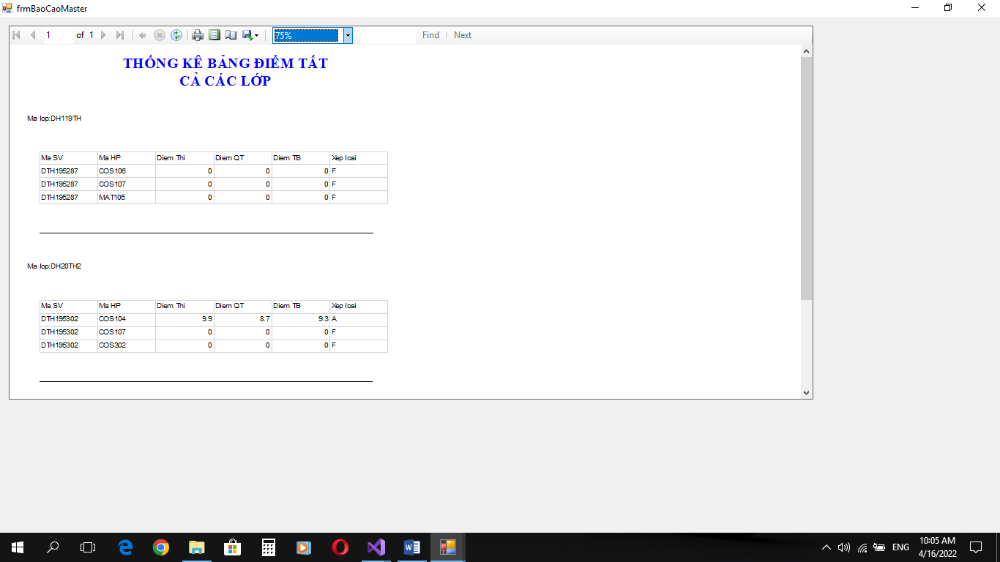 frmBaoCaoMaster
1 of 1 75% Find | Next
THỐNG KÊ BẢNG ĐIỂM TẤT
CẢ CÁC LỚP
Ma lop:DH119TH
Ma SV Ma HP Diem Thi Diem QT Diem TB Xep loai
DTH195287 COS106 0 0 0 F
DTH195287 COS107 0 0 0 F
DTH195287 MAT105 0 0 0 F
Ma lop:DH20TH2
Ma SV Ma HP Diem Thi Diem QT Diem TB Xep loai
DTH195302 COS104 9.9 8.7 9.3 A
DTH195302 COS107 0 0 0 F
DTH195302 COS302 0 0 0 F
ENG
10:05 AM
4/16/2022